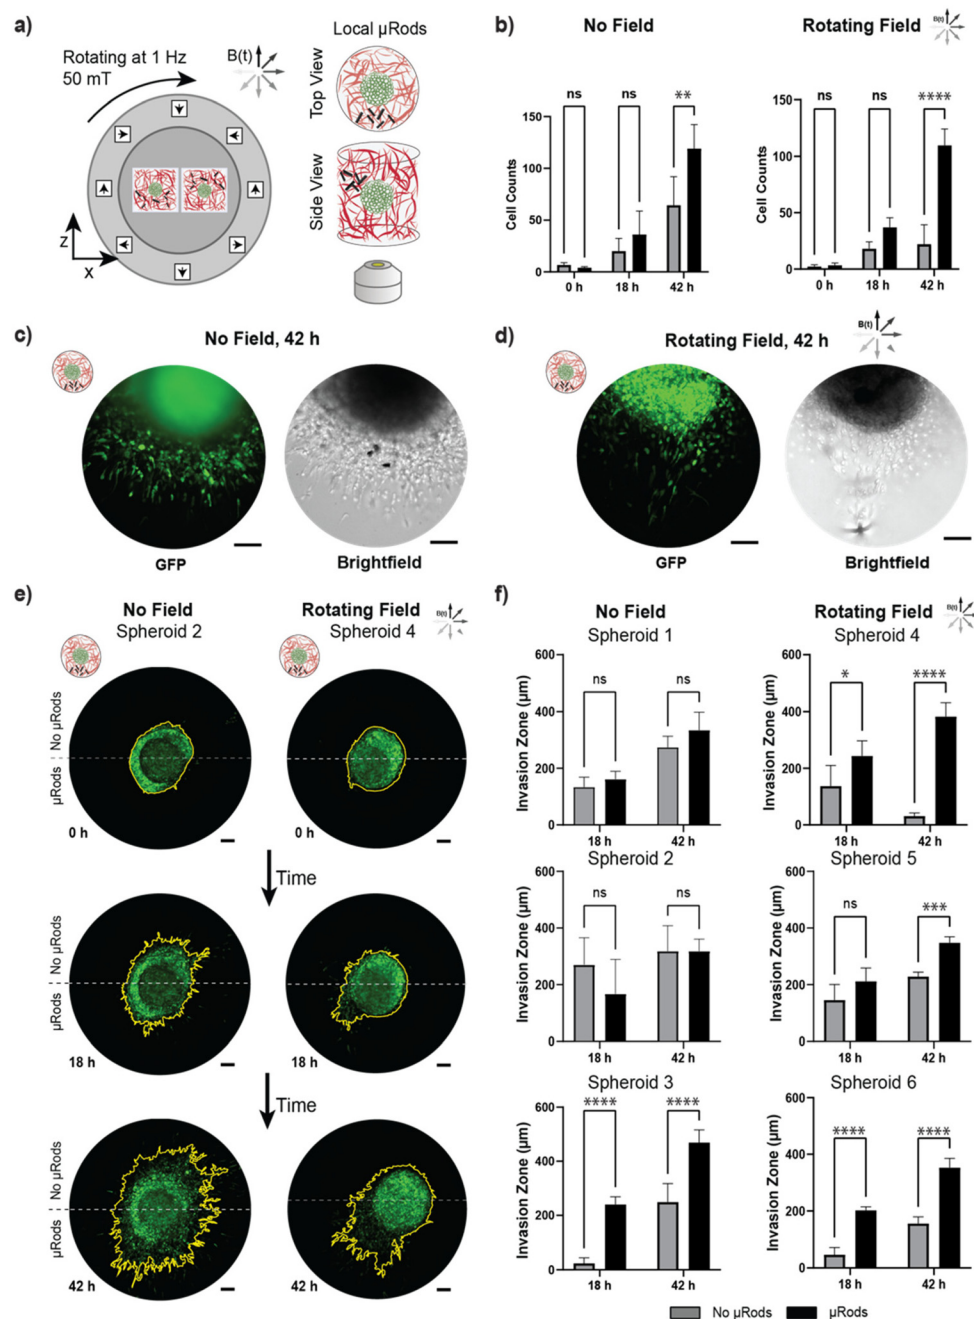 a)
Rotating at 1 Hz
50 mT
B(t)
Z
X
Local µRods
Top View
Side View
b)
No Field
Cell Counts
150
100
50
0
ns
ns
**
0 h
18 h
42 h
Rotating Field
B(t)
Cell Counts
150
100
50
0
ns
ns
****
0 h
18 h
42 h
c)
No Field, 42 h
GFP
Brightfield
d)
Rotating Field, 42 h
B(t)
GFP
Brightfield
e)
No Field
Spheroid 2
Rotating Field
Spheroid 4
B(t)
No µRods
µRods
0 h
0 h
Time
No µRods
µRods
18 h
18 h
Time
No µRods
µRods
42 h
42 h
f)
No Field
Spheroid 1
Invasion Zone (µm)
600
400
200
0
ns
ns
18 h
42 h
Rotating Field
B(t)
Spheroid 4
Invasion Zone (µm)
600
400
200
0
*
****
18 h
42 h
Spheroid 2
Invasion Zone (µm)
600
400
200
0
ns
ns
18 h
42 h
Spheroid 5
Invasion Zone (µm)
600
400
200
0
ns
***
18 h
42 h
Spheroid 3
Invasion Zone (µm)
600
400
200
0
****
****
18 h
42 h
Spheroid 6
Invasion Zone (µm)
600
400
200
0
****
****
18 h
42 h
No µRods
µRods